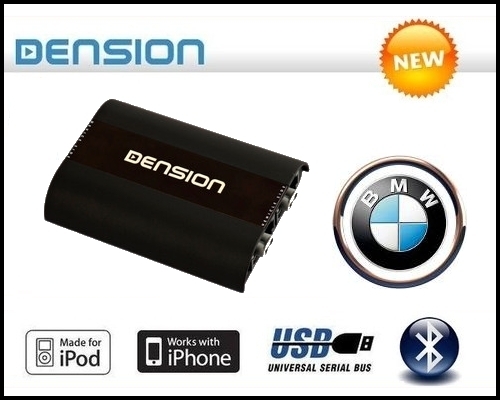 DENSION
NEW
DENSION
BMW
Made for
iPod
Works with
iPhone
USB
UNIVERSAL SERIAL BUS